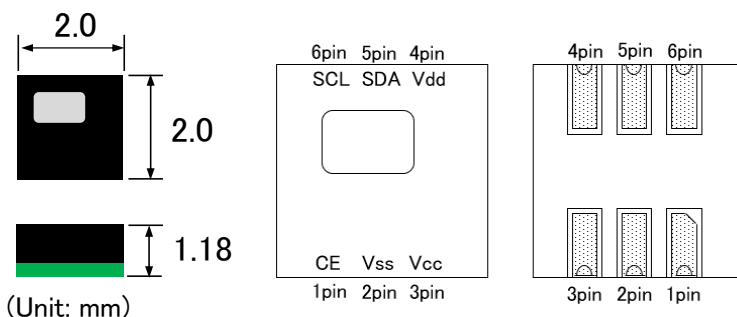 2.0
2.0
1.18
(Unit: mm)
6pin 5pin 4pin
SCL SDA Vdd
CE Vss Vcc
1pin 2pin 3pin
4pin 5pin 6pin
3pin 2pin 1pin